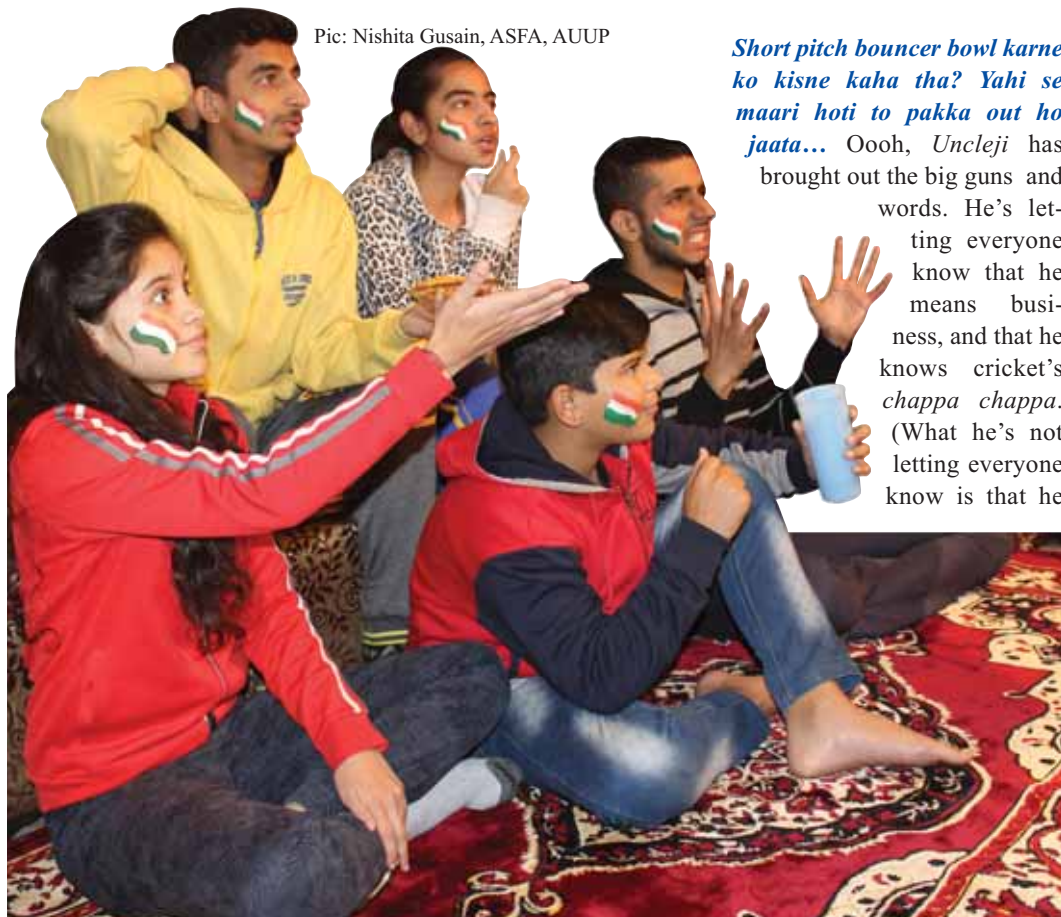 Pic: Nishita Gusain, ASFA, AUUP
Short pitch bouncer bowl karne
ko kisne kaha tha? Yahi se
maari hoti to pakka out ho
jaata... Oooh, Uncleji has
brought out the big guns and
words. He's let-
ting everyone
know that he
means busi-
ness, and that he
knows cricket's
chappa chappa.
(What he's not
letting everyone
know is that he